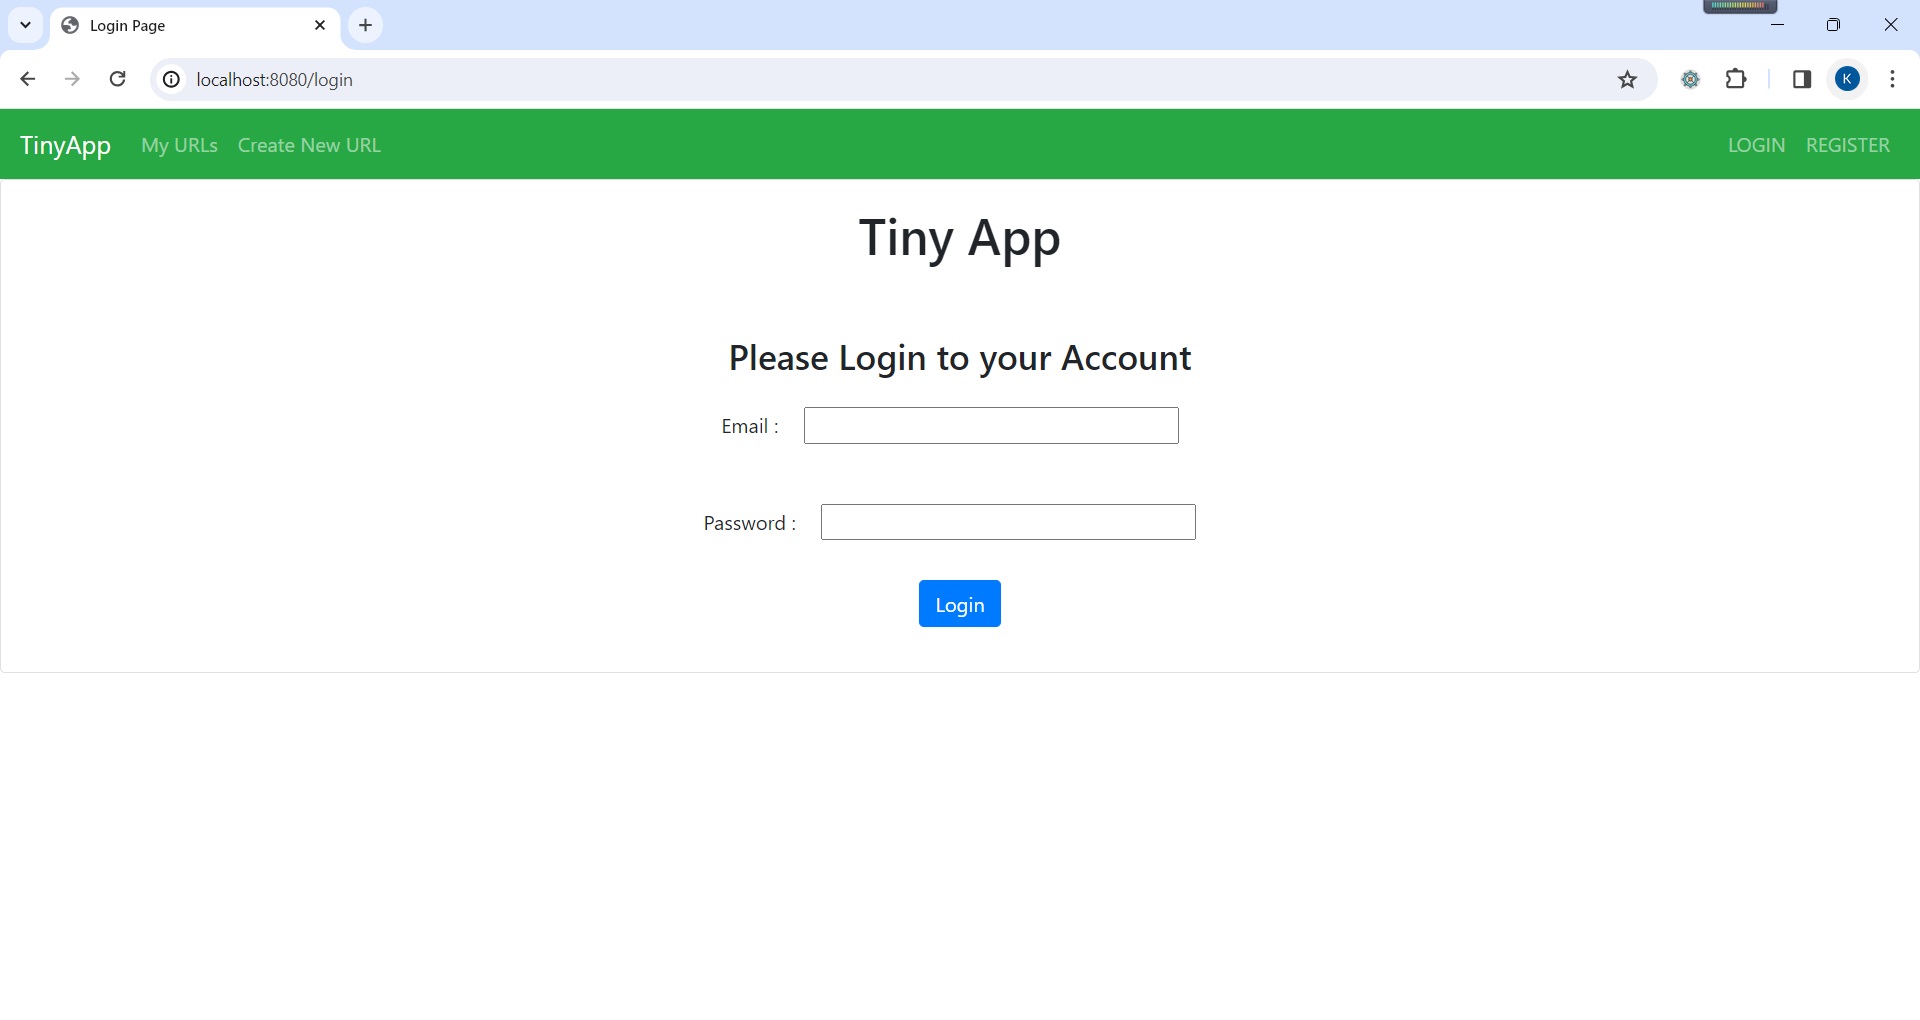 Login Page
localhost:8080/login
K
TinyApp My URLs Create New URL LOGIN REGISTER
Tiny App
Please Login to your Account
Email :
Password :
Login